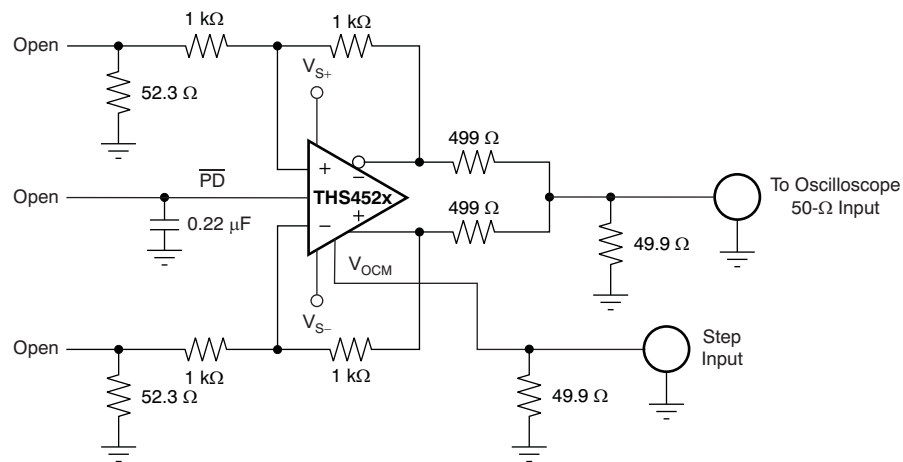 1 kΩ
1 kΩ
Open
V_S+
52.3 Ω
499 Ω
PD
Open
+
−
THS452x
To Oscilloscope
50-Ω Input
0.22 µF
−
+
499 Ω
49.9 Ω
V_OCM
V_S−
Step
Input
Open
1 kΩ
1 kΩ
52.3 Ω
49.9 Ω